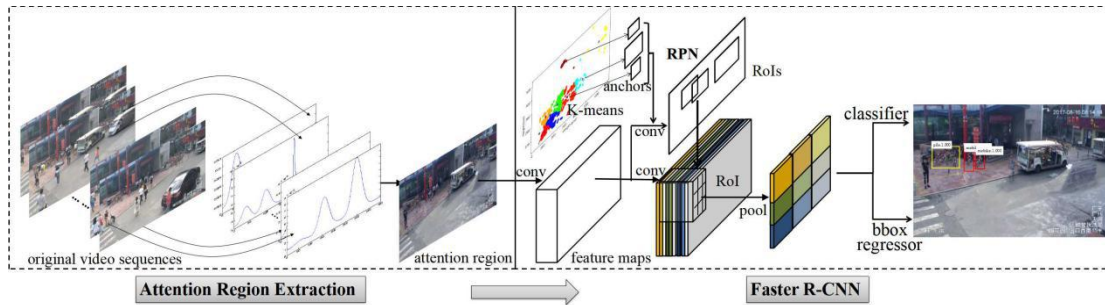 original video sequences
attention region
conv
K-means
anchors
RPN
RoIs
conv
conv
feature maps
RoI
pool
classifier
bbox
regressor
Attention Region Extraction
Faster R-CNN